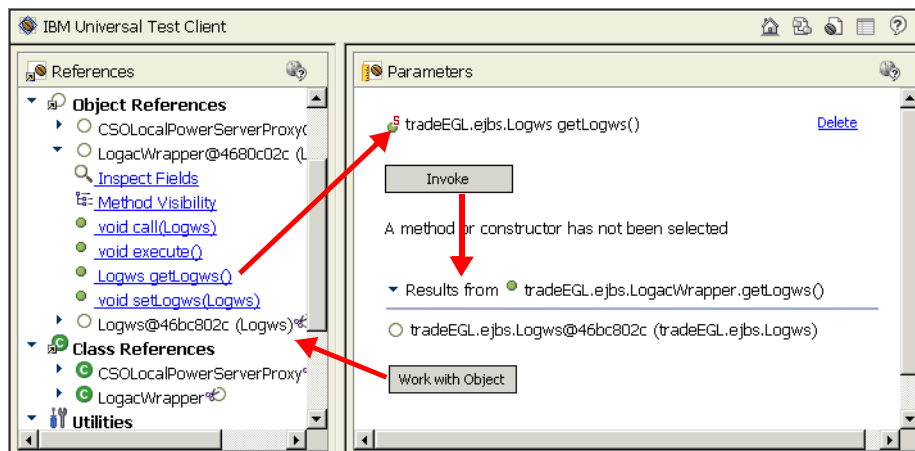 IBM Universal Test Client
References
Object References
CSOLocalPowerServerProxy(
LogacWrapper@4680c02c (L
Inspect Fields
Method Visibility
void call(Logws)
void execute()
Logws getLogws()
void setLogws(Logws)
Logws@46bc802c (Logws)
Class References
CSOLocalPowerServerProxy
LogacWrapper
Utilities
Parameters
tradeEGL.ejbs.Logws getLogws()
Delete
Invoke
A method or constructor has not been selected
Results from tradeEGL.ejbs.LogacWrapper.getLogws()
tradeEGL.ejbs.Logws@46bc802c (tradeEGL.ejbs.Logws)
Work with Object